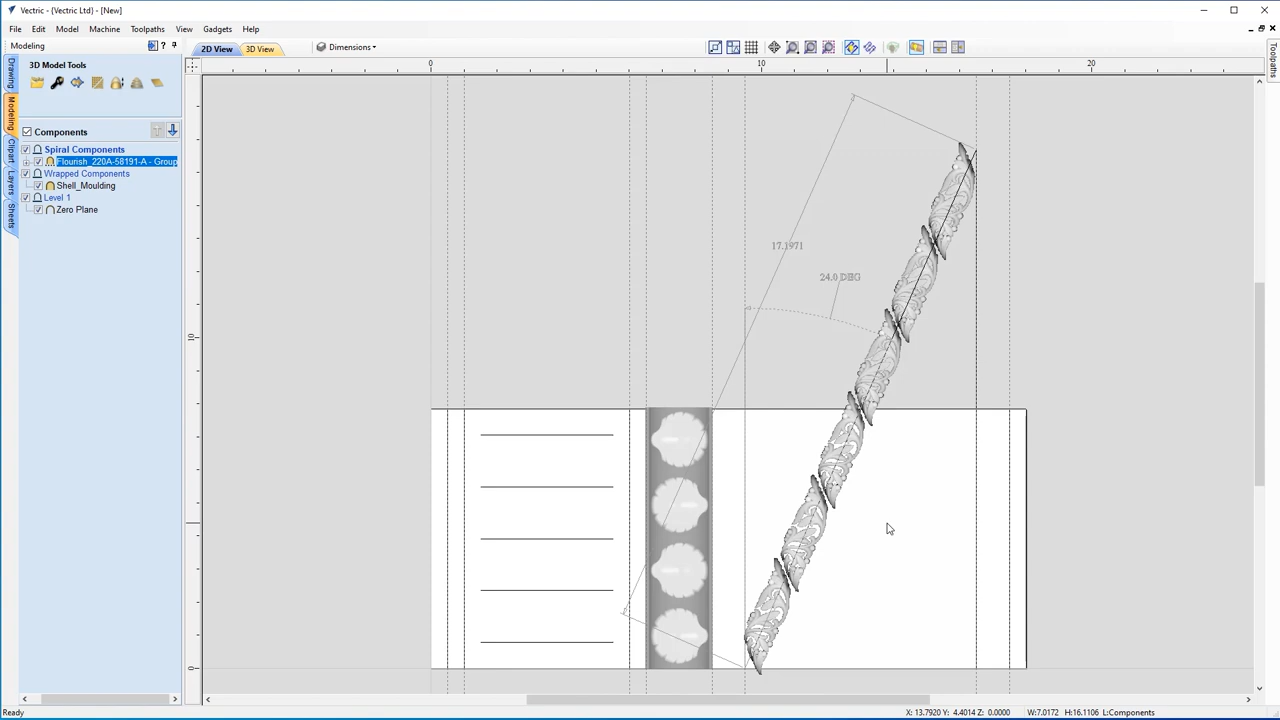 Vectric - {Vectric Ltd} - [New]
File Edit Model Machine Toolpaths View Gadgets Help
Modeling
2D View
3D View
Dimensions
3D Model Tools
Components
Spiral Components
Flourish_220A-58191-A - Group
Wrapped Components
Shell_Moulding
Level 1
Zero Plane
Drawing
Modeling
Clipart
Layers
Sheets
Toolpaths
0 10 20
10
0
17.1971
24.0 DEG
Ready
X: 13.7920 Y: 4.4014 Z: 0.0000
W:7.0172 H:16.1106 L:Components